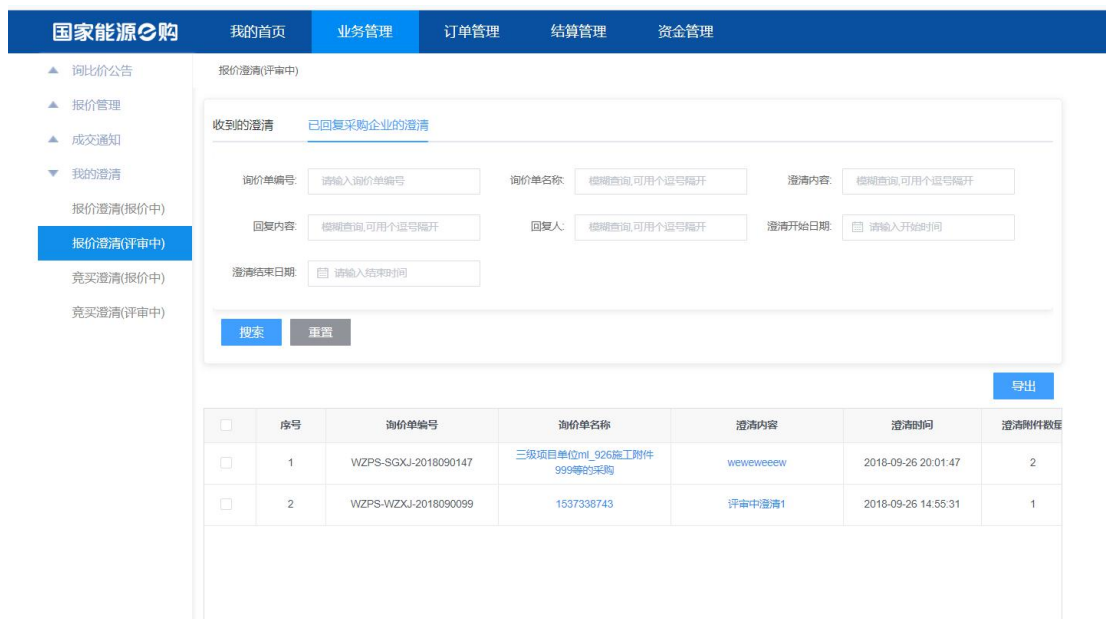 国家能源e购
我的首页
业务管理
订单管理
结算管理
资金管理
询比价公告
报价管理
成交通知
我的澄清
报价澄清(报价中)
报价澄清(评审中)
竞买澄清(报价中)
竞买澄清(评审中)
报价澄清(评审中)
收到的澄清
已回复采购企业的澄清
询价单编号: 请输入询价单编号
询价单名称: 模糊查询,可用个逗号隔开
澄清内容: 模糊查询,可用个逗号隔开
回复内容: 模糊查询,可用个逗号隔开
回复人: 模糊查询,可用个逗号隔开
澄清开始日期: 请输入开始时间
澄清结束日期: 请输入结束时间
搜索
重置
导出
序号 询价单编号 询价单名称 澄清内容 澄清时间 澄清附件数量
1 WZPS-SGXJ-2018090147 三级项目单位ml_926施工附件 weweweeew 2018-09-26 20:01:47 2
999等的采购
2 WZPS-WZXJ-2018090099 1537338743 评审中澄清1 2018-09-26 14:55:31 1